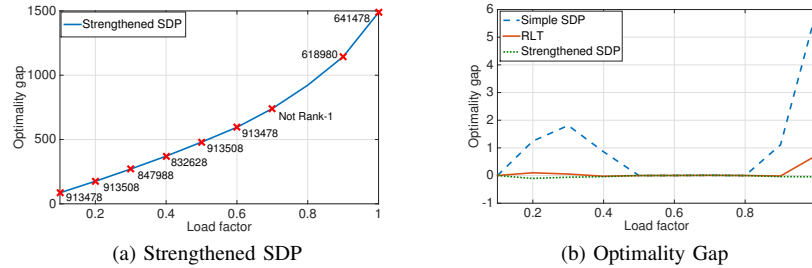 1500
1000
500
0
Optimality gap
Strengthened SDP
641478
618980
Not Rank-1
913478
913508
832628
847988
913508
913478
0.2
0.4
0.6
0.8
1
Load factor
(a) Strengthened SDP
6
5
4
3
2
1
0
-1
Optimality gap
Simple SDP
RLT
Strengthened SDP
0.2
0.4
0.6
0.8
Load factor
(b) Optimality Gap